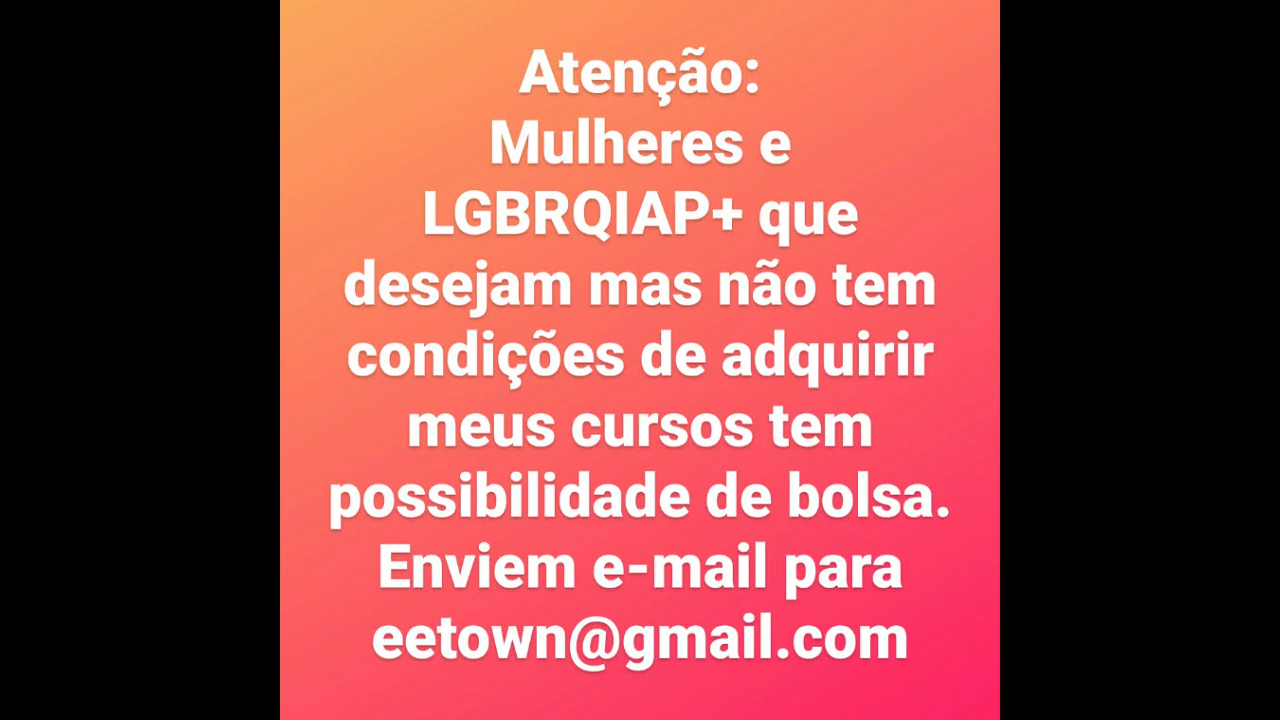 Atenção:
Mulheres e
LGBRQIAP+ que
desejam mas não tem
condições de adquirir
meus cursos tem
possibilidade de bolsa.
Enviem e-mail para
eetown@gmail.com